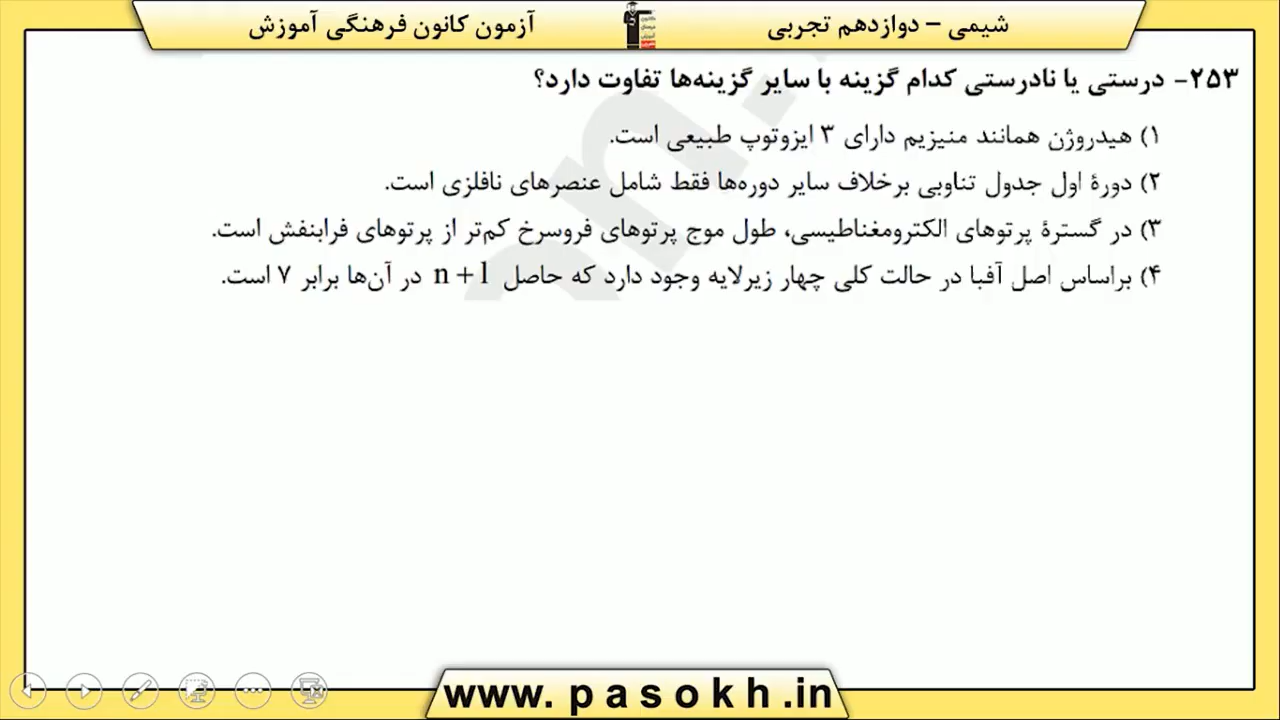 شیمی – دوازدهم تجربی
آزمون کانون فرهنگی آموزش
۲۵۳- درستی یا نادرستی کدام گزینه با سایر گزینه‌ها تفاوت دارد؟
۱) هیدروژن همانند منیزیم دارای ۳ ایزوتوپ طبیعی است.
۲) دورۀ اول جدول تناوبی برخلاف سایر دوره‌ها فقط شامل عنصرهای نافلزی است.
۳) در گسترۀ پرتوهای الکترومغناطیسی، طول موج پرتوهای فروسرخ کم‌تر از پرتوهای فرابنفش است.
۴) براساس اصل آفبا در حالت کلی چهار زیرلایه وجود دارد که حاصل n + l در آن‌ها برابر ۷ است.
www. p a s o k h .in